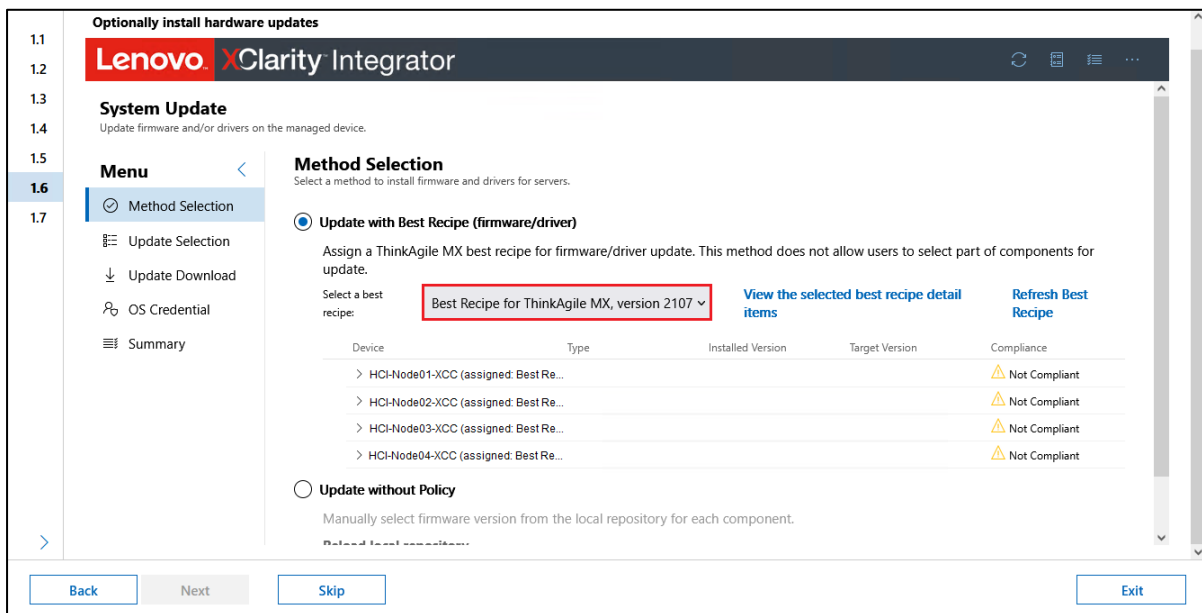 Optionally install hardware updates
1.1
1.2
1.3
1.4
1.5
1.6
1.7
Lenovo. XClarity Integrator
System Update
Update firmware and/or drivers on the managed device.
Menu
Method Selection
Update Selection
Update Download
OS Credential
Summary
Method Selection
Select a method to install firmware and drivers for servers.
Update with Best Recipe (firmware/driver)
Assign a ThinkAgile MX best recipe for firmware/driver update. This method does not allow users to select part of components for
update.
Select a best
recipe:
Best Recipe for ThinkAgile MX, version 2107
View the selected best recipe detail
items
Refresh Best
Recipe
Device Type Installed Version Target Version Compliance
HCI-Node01-XCC (assigned: Best Re... Not Compliant
HCI-Node02-XCC (assigned: Best Re... Not Compliant
HCI-Node03-XCC (assigned: Best Re... Not Compliant
HCI-Node04-XCC (assigned: Best Re... Not Compliant
Update without Policy
Manually select firmware version from the local repository for each component.
Reload local repository
Back Next Skip Exit